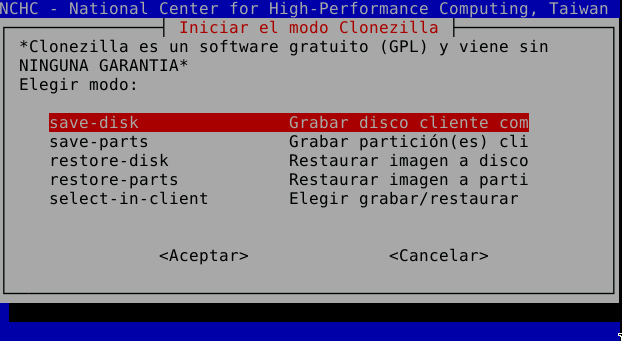 NCHC - National Center for High-Performance Computing, Taiwan
Iniciar el modo Clonezilla
*Clonezilla es un software gratuito (GPL) y viene sin
NINGUNA GARANTIA*
Elegir modo:
save-disk Grabar disco cliente com
save-parts Grabar partición(es) cli
restore-disk Restaurar imagen a disco
restore-parts Restaurar imagen a parti
select-in-client Elegir grabar/restaurar
<Aceptar> <Cancelar>